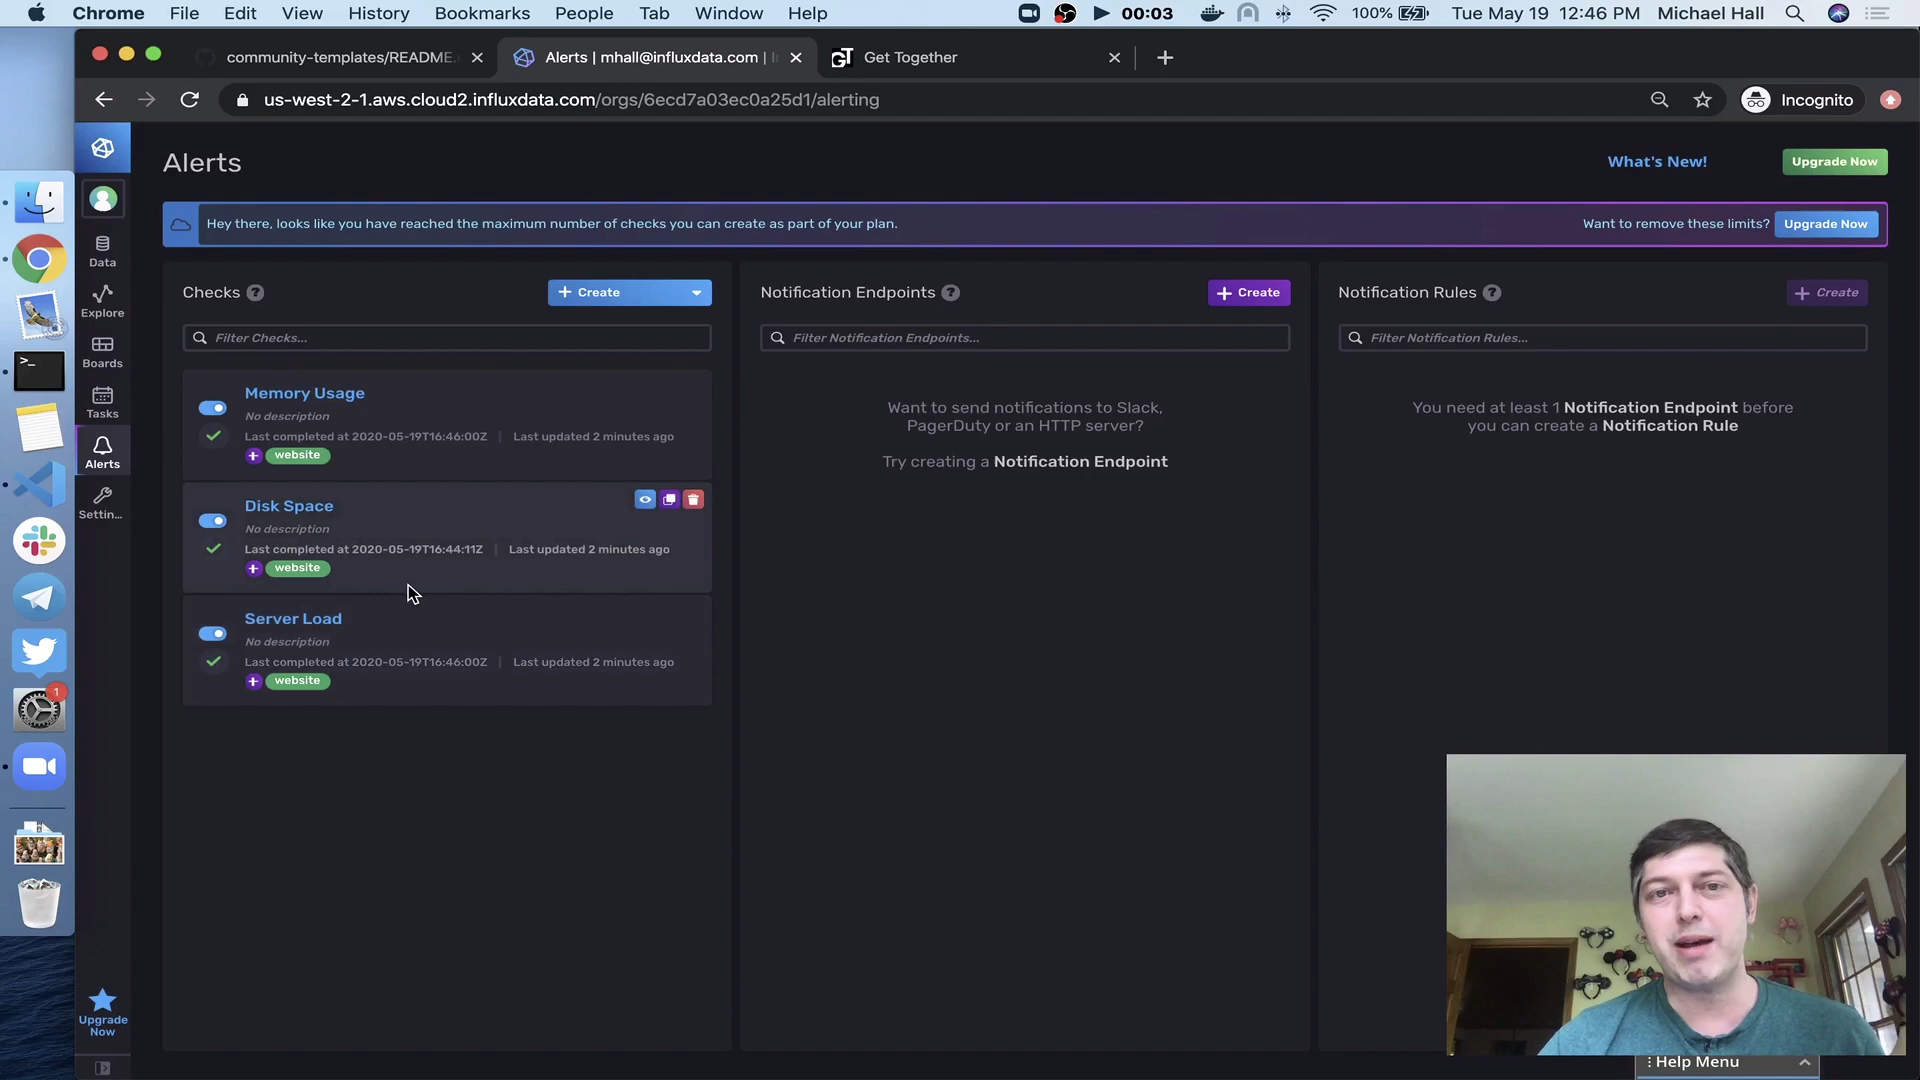 Chrome File Edit View History Bookmarks People Tab Window Help 00:03 100% Tue May 19 12:46 PM Michael Hall
community-templates/README. Alerts | mhall@influxdata.com | GT Get Together
us-west-2-1.aws.cloud2.influxdata.com/orgs/6ecd7a03ec0a25d1/alerting Incognito
Alerts What's New! Upgrade Now
Hey there, looks like you have reached the maximum number of checks you can create as part of your plan. Want to remove these limits? Upgrade Now
Data
Explore
Boards
Tasks
Alerts
Settin...
Upgrade
Now
Checks ? + Create
Filter Checks...
Memory Usage
No description
Last completed at 2020-05-19T16:46:00Z | Last updated 2 minutes ago
+ website
Disk Space
No description
Last completed at 2020-05-19T16:44:11Z | Last updated 2 minutes ago
+ website
Server Load
No description
Last completed at 2020-05-19T16:46:00Z | Last updated 2 minutes ago
+ website
Notification Endpoints ? + Create
Filter Notification Endpoints...
Want to send notifications to Slack,
PagerDuty or an HTTP server?
Try creating a Notification Endpoint
Notification Rules ? + Create
Filter Notification Rules...
You need at least 1 Notification Endpoint before
you can create a Notification Rule
1
Help Menu